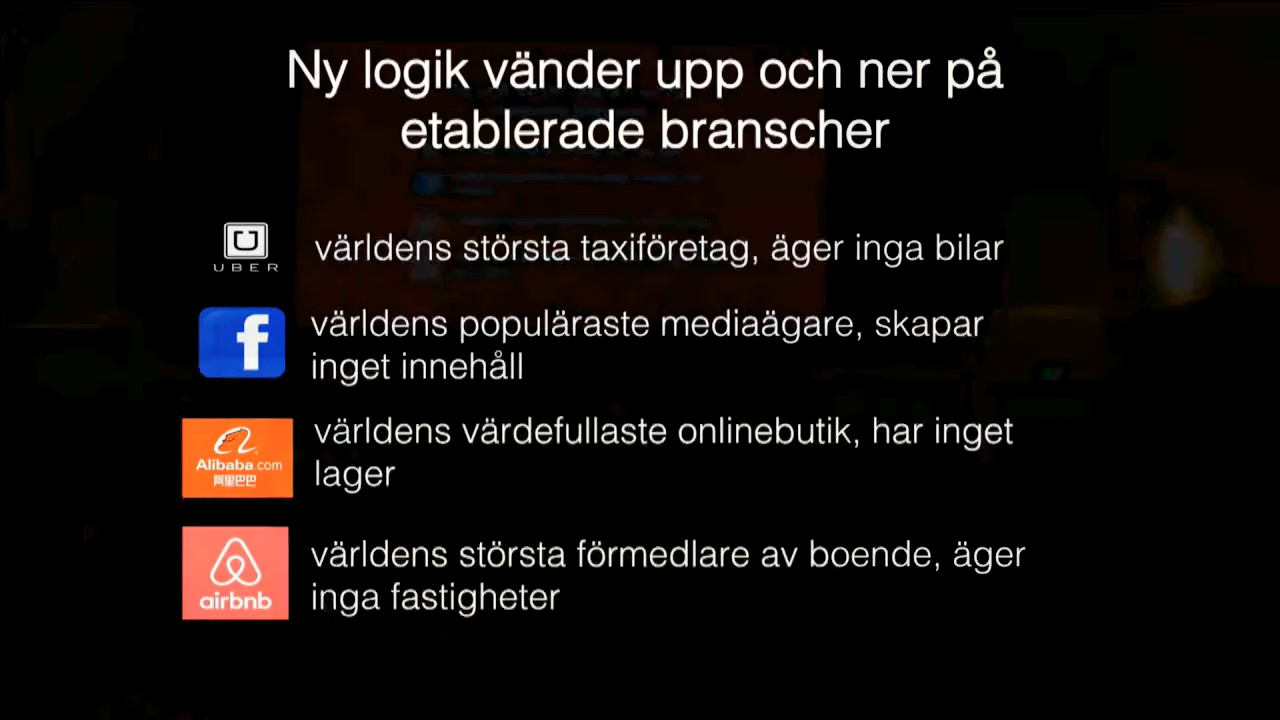 Ny logik vänder upp och ner på
etablerade branscher
UBER
världens största taxiföretag, äger inga bilar
f
världens populäraste mediaägare, skapar
inget innehåll
Alibaba.com
阿里巴巴
världens värdefullaste onlinebutik, har inget
lager
airbnb
världens största förmedlare av boende, äger
inga fastigheter